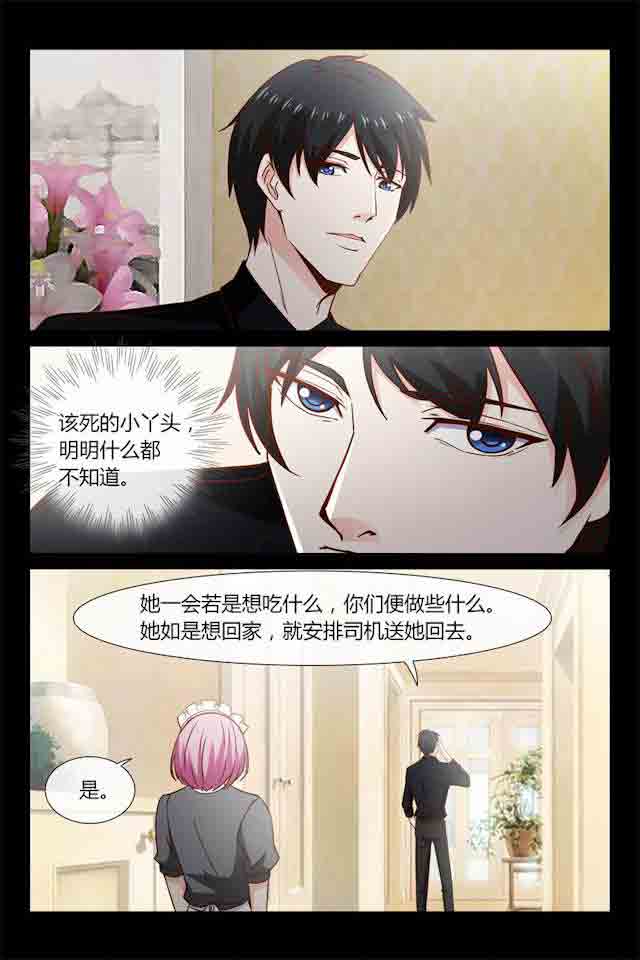 该死的小丫头，
明明什么都
不知道。
她一会若是想吃什么，你们便做些什么。
她如是想回家，就安排司机送她回去。
是。